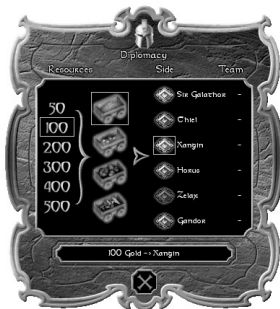 Diplomacy
Resources Side Team
50
100
200
300
400
500
Sir Galathor -
Chiel -
Xangin -
Horus -
Zelax -
Gandor -
100 Gold --> Xangin